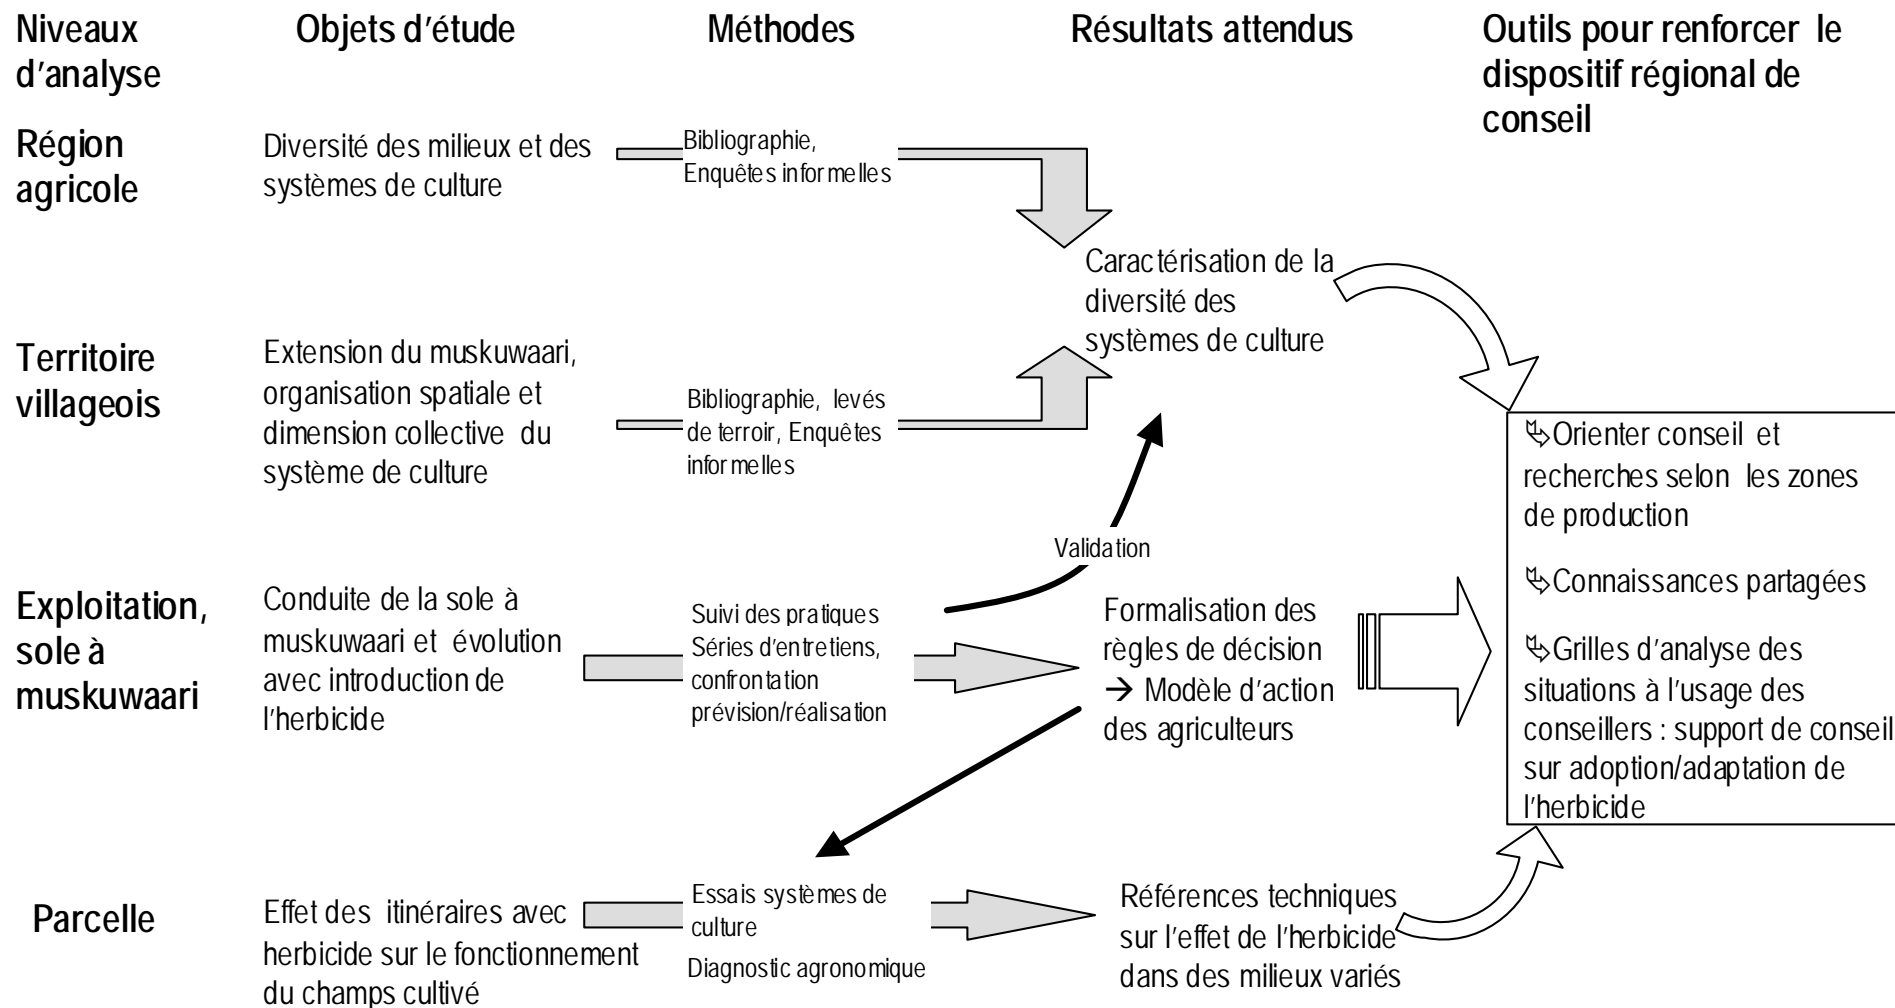 Niveaux
d'analyse
Objets d'étude
Méthodes
Résultats attendus
Outils pour renforcer le
dispositif régional de
conseil
Région
agricole
Diversité des milieux et des
systèmes de culture
Bibliographie,
Enquêtes informelles
Caractérisation de la
diversité des
systèmes de culture
Territoire
villageois
Extension du muskuwaari,
organisation spatiale et
dimension collective du
système de culture
Bibliographie, levés
de terroir, Enquêtes
informelles
Validation
Exploitation,
sole à
muskuwaari
Conduite de la sole à
muskuwaari et évolution
avec introduction de
l'herbicide
Suivi des pratiques
Séries d'entretiens,
confrontation
prévision/réalisation
Formalisation des
règles de décision
→ Modèle d'action
des agriculteurs
Orienter conseil et
recherches selon les zones
de production
Connaissances partagées
Grilles d'analyse des
situations à l'usage des
conseillers : support de conseil
sur adoption/adaptation de
l'herbicide
Parcelle
Effet des itinéraires avec
herbicide sur le fonctionnement
du champs cultivé
Essais systèmes de
culture
Diagnostic agronomique
Références techniques
sur l'effet de l'herbicide
dans des milieux variés